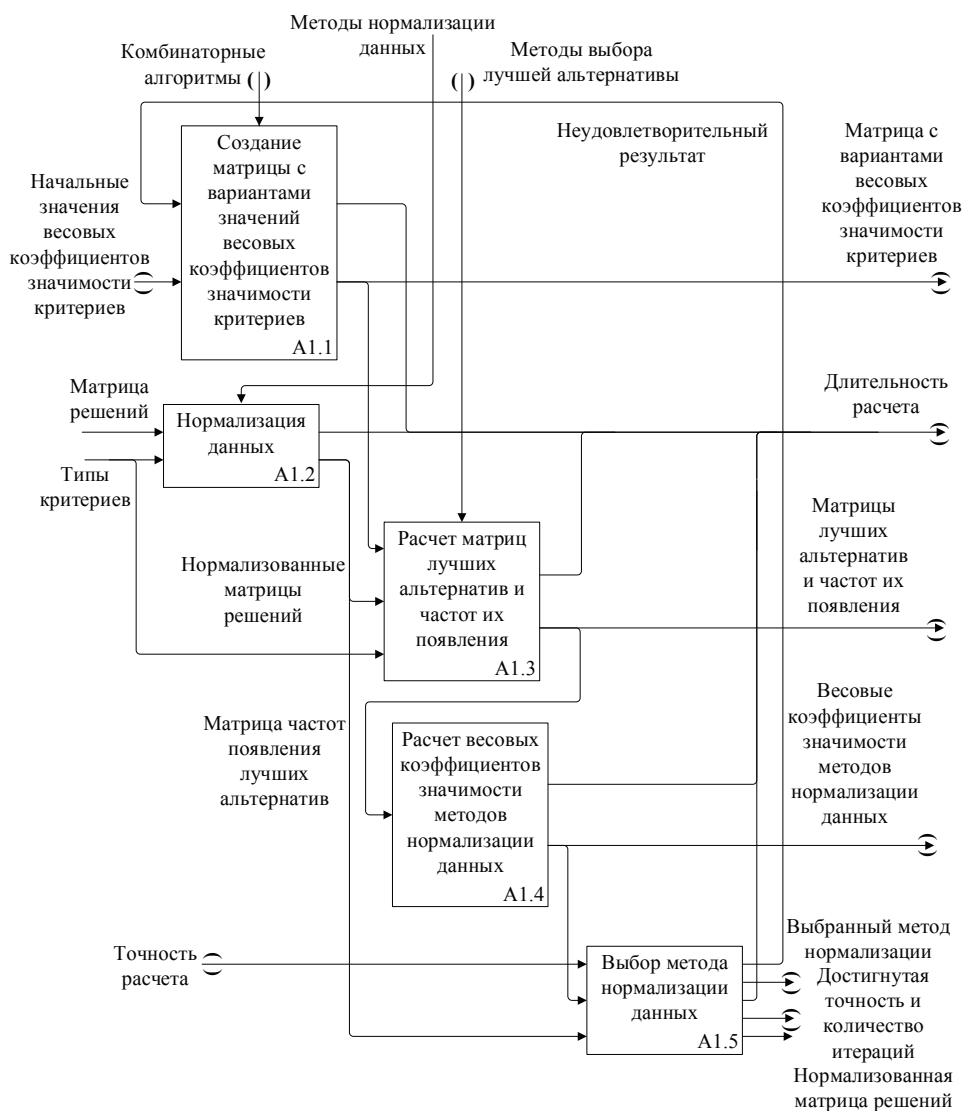 Методы нормализации
данных
Комбинаторные
алгоритмы
Методы выбора
лучшей альтернативы
Неудовлетворительный
результат
Матрица с
вариантами
весовых
коэффициентов
значимости
критериев
Начальные
значения
весовых
коэффициентов
значимости
критериев
Создание
матрицы с
вариантами
значений
весовых
коэффициентов
значимости
критериев
A1.1
Матрица
решений
Типы
критериев
Нормализация
данных
A1.2
Длительность
расчета
Нормализованные
матрицы
решений
Расчет матриц
лучших
альтернатив и
частот их
появления
A1.3
Матрицы
лучших
альтернатив
и частот их
появления
Матрица частот
появления
лучших
альтернатив
Расчет весовых
коэффициентов
значимости
методов
нормализации
данных
A1.4
Весовые
коэффициенты
значимости
методов
нормализации
данных
Точность
расчета
Выбор метода
нормализации
данных
A1.5
Выбранный метод
нормализации
Достигнутая
точность и
количество
итераций
Нормализованная
матрица решений